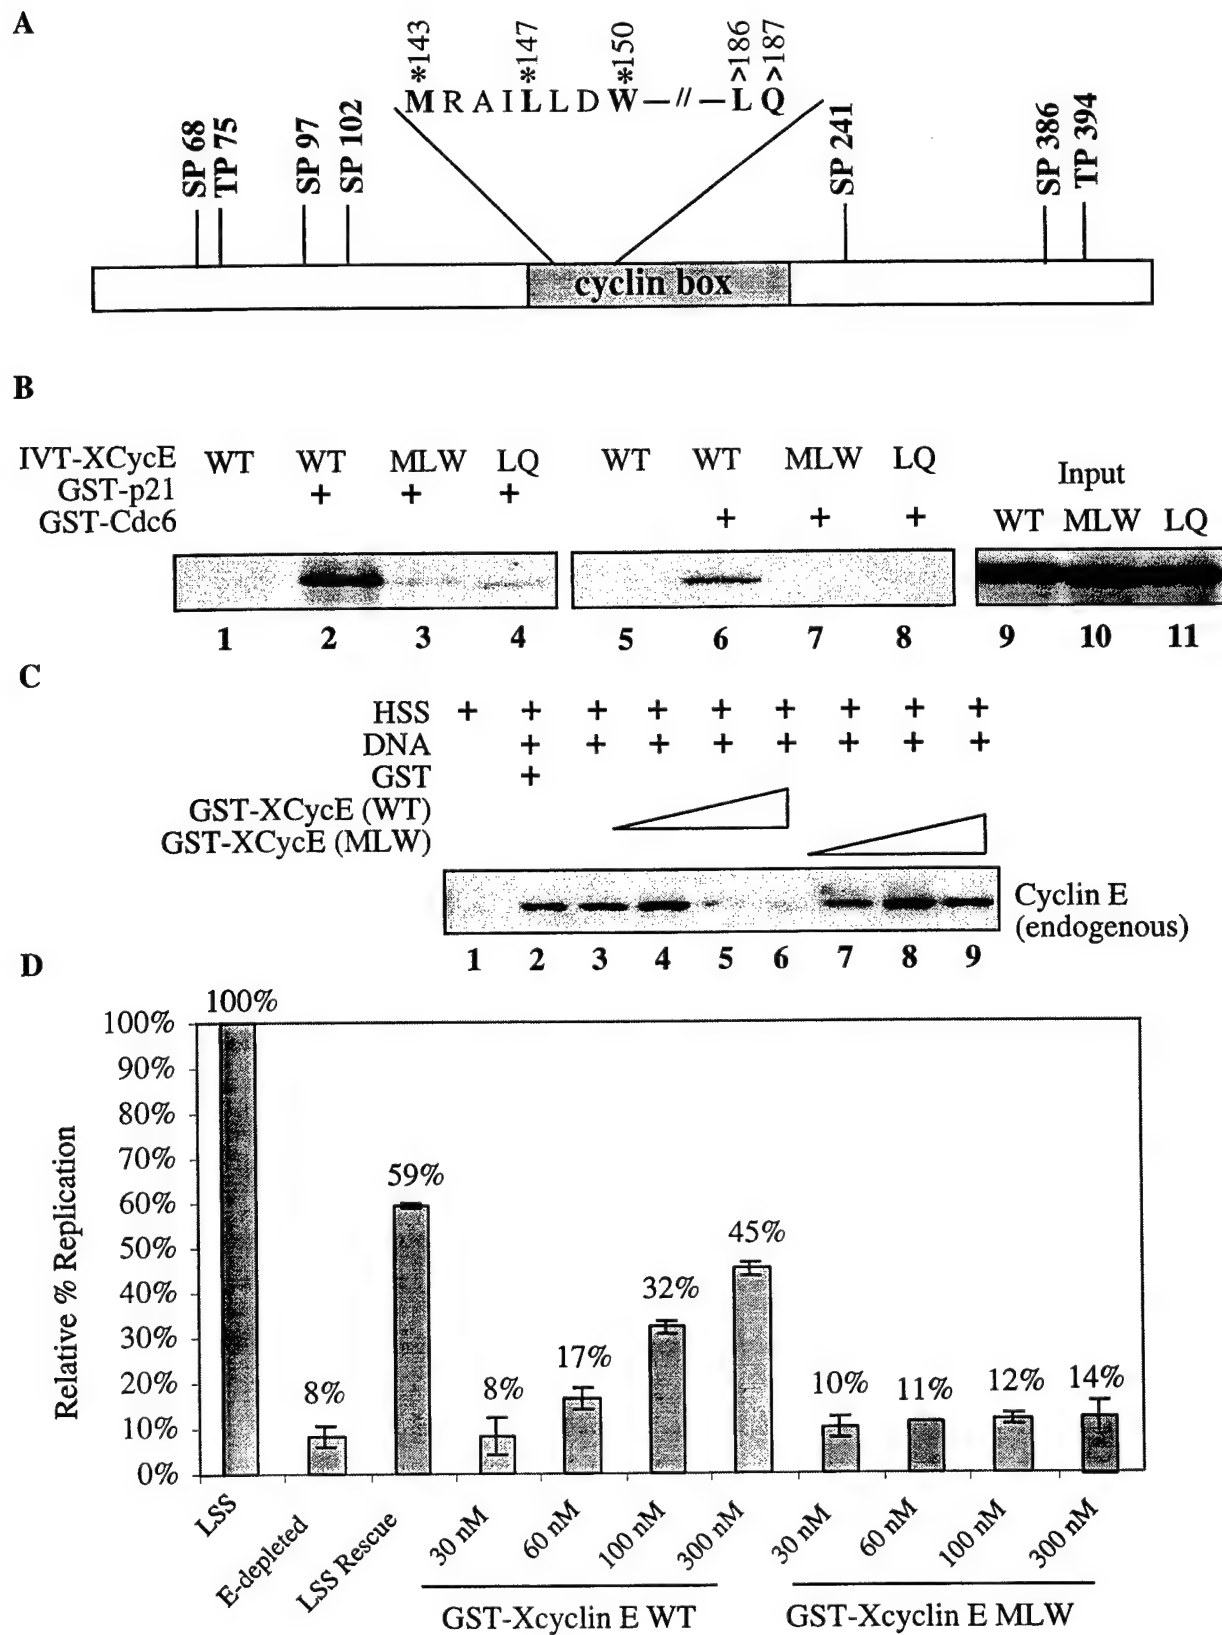 A
*143 *147 *150 >186 >187
M R A I L L D W — // — L Q
SP 68 TP 75 SP 97 SP 102 SP 241 SP 386 TP 394
cyclin box
B
IVT-XCycE WT WT MLW LQ WT WT MLW LQ Input
GST-p21 + + +
GST-Cdc6 + + + WT MLW LQ
1 2 3 4 5 6 7 8 9 10 11
C
HSS + + + + + + + + +
DNA + + + + + + + +
GST +
GST-XCycE (WT)
GST-XCycE (MLW)
Cyclin E
(endogenous)
1 2 3 4 5 6 7 8 9
D
Relative % Replication
100%
90%
80%
70%
60%
50%
40%
30%
20%
10%
0%
100% 8% 59% 8% 17% 32% 45% 10% 11% 12% 14%
LSS E-depleted LSS Rescue 30 nM 60 nM 100 nM 300 nM 30 nM 60 nM 100 nM 300 nM
GST-Xcyclin E WT GST-Xcyclin E MLW